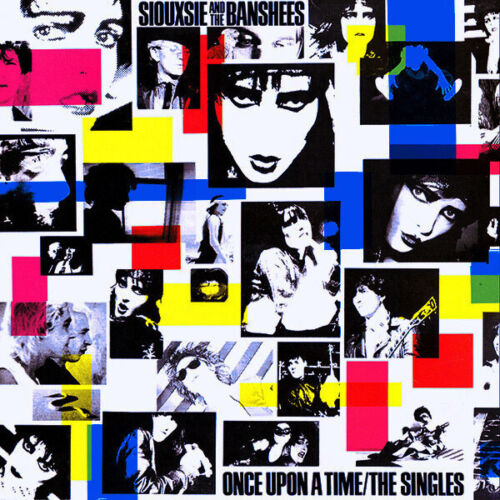 SIOUXSIE AND THE BANSHEES
ONCE UPON A TIME/THE SINGLES